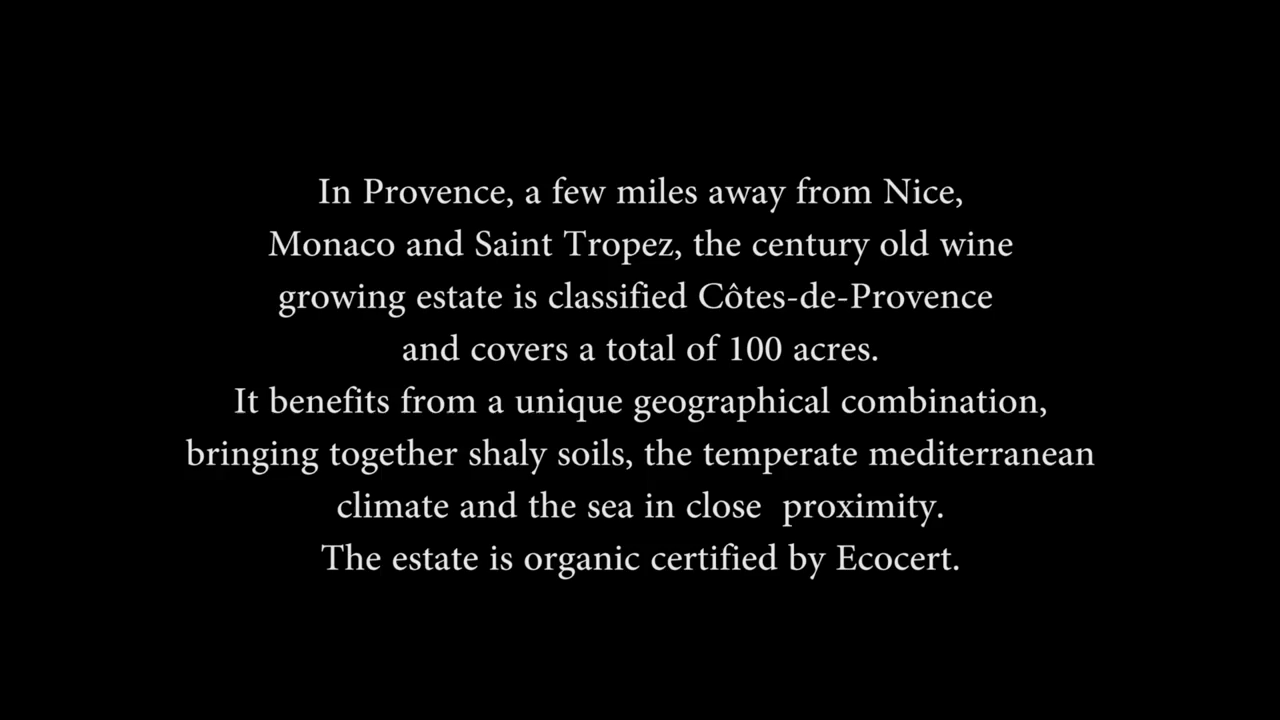 In Provence, a few miles away from Nice,
Monaco and Saint Tropez, the century old wine
growing estate is classified Côtes-de-Provence
and covers a total of 100 acres.
It benefits from a unique geographical combination,
bringing together shaly soils, the temperate mediterranean
climate and the sea in close  proximity.
The estate is organic certified by Ecocert.